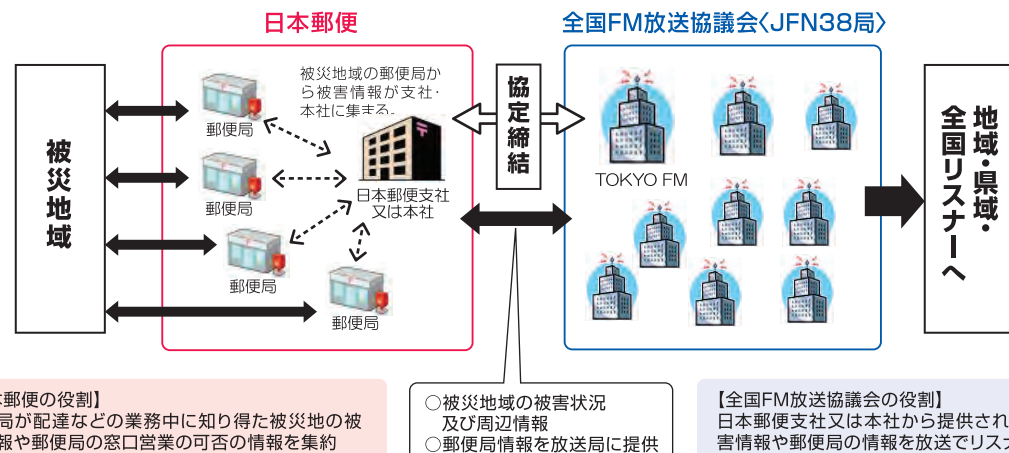 日本郵便
全国FM放送協議会〈JFN38局〉
被災地域
被災地域の郵便局か
ら被害情報が支社・
本社に集まる。
郵便局
郵便局
郵便局
郵便局
日本郵便支社
又は本社
協定締結
TOKYO FM
地域・県域・
全国リスナーへ
郵便の役割】
局が配達などの業務中に知り得た被災地の被
報や郵便局の窓口営業の可否の情報を集約
○被災地域の被害状況
及び周辺情報
○郵便局情報を放送局に提供
【全国FM放送協議会の役割】
日本郵便支社又は本社から提供され
害情報や郵便局の情報を放送でリスナ